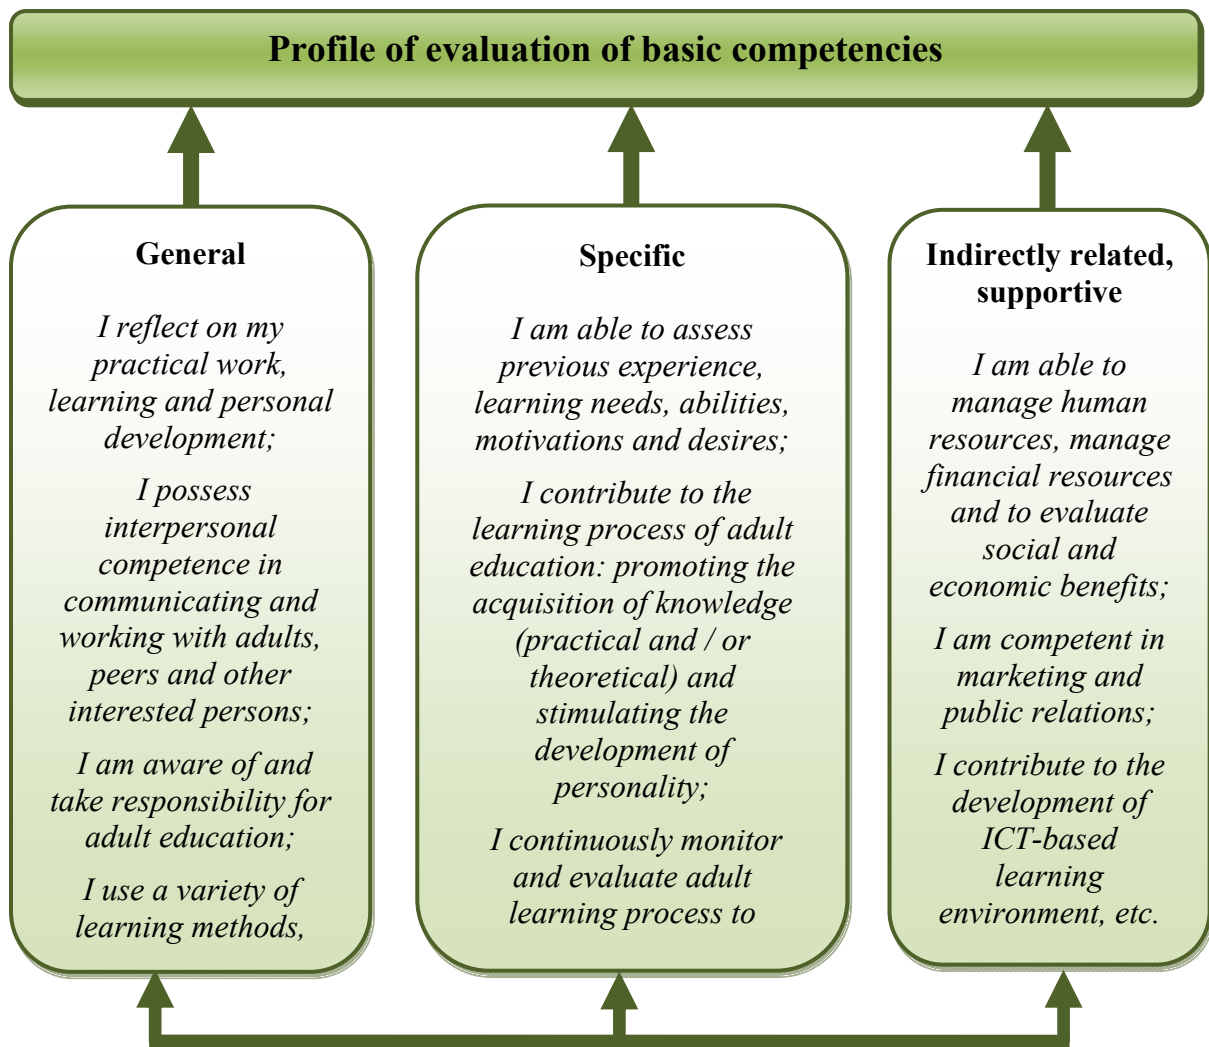 Profile of evaluation of basic competencies
General
I reflect on my
practical work,
learning and personal
development;
I possess
interpersonal
competence in
communicating and
working with adults,
peers and other
interested persons;
I am aware of and
take responsibility for
adult education;
I use a variety of
learning methods,
Specific
I am able to assess
previous experience,
learning needs, abilities,
motivations and desires;
I contribute to the
learning process of adult
education: promoting the
acquisition of knowledge
(practical and / or
theoretical) and
stimulating the
development of
personality;
I continuously monitor
and evaluate adult
learning process to
Indirectly related,
supportive
I am able to
manage human
resources, manage
financial resources
and to evaluate
social and
economic benefits;
I am competent in
marketing and
public relations;
I contribute to the
development of
ICT-based
learning
environment, etc.